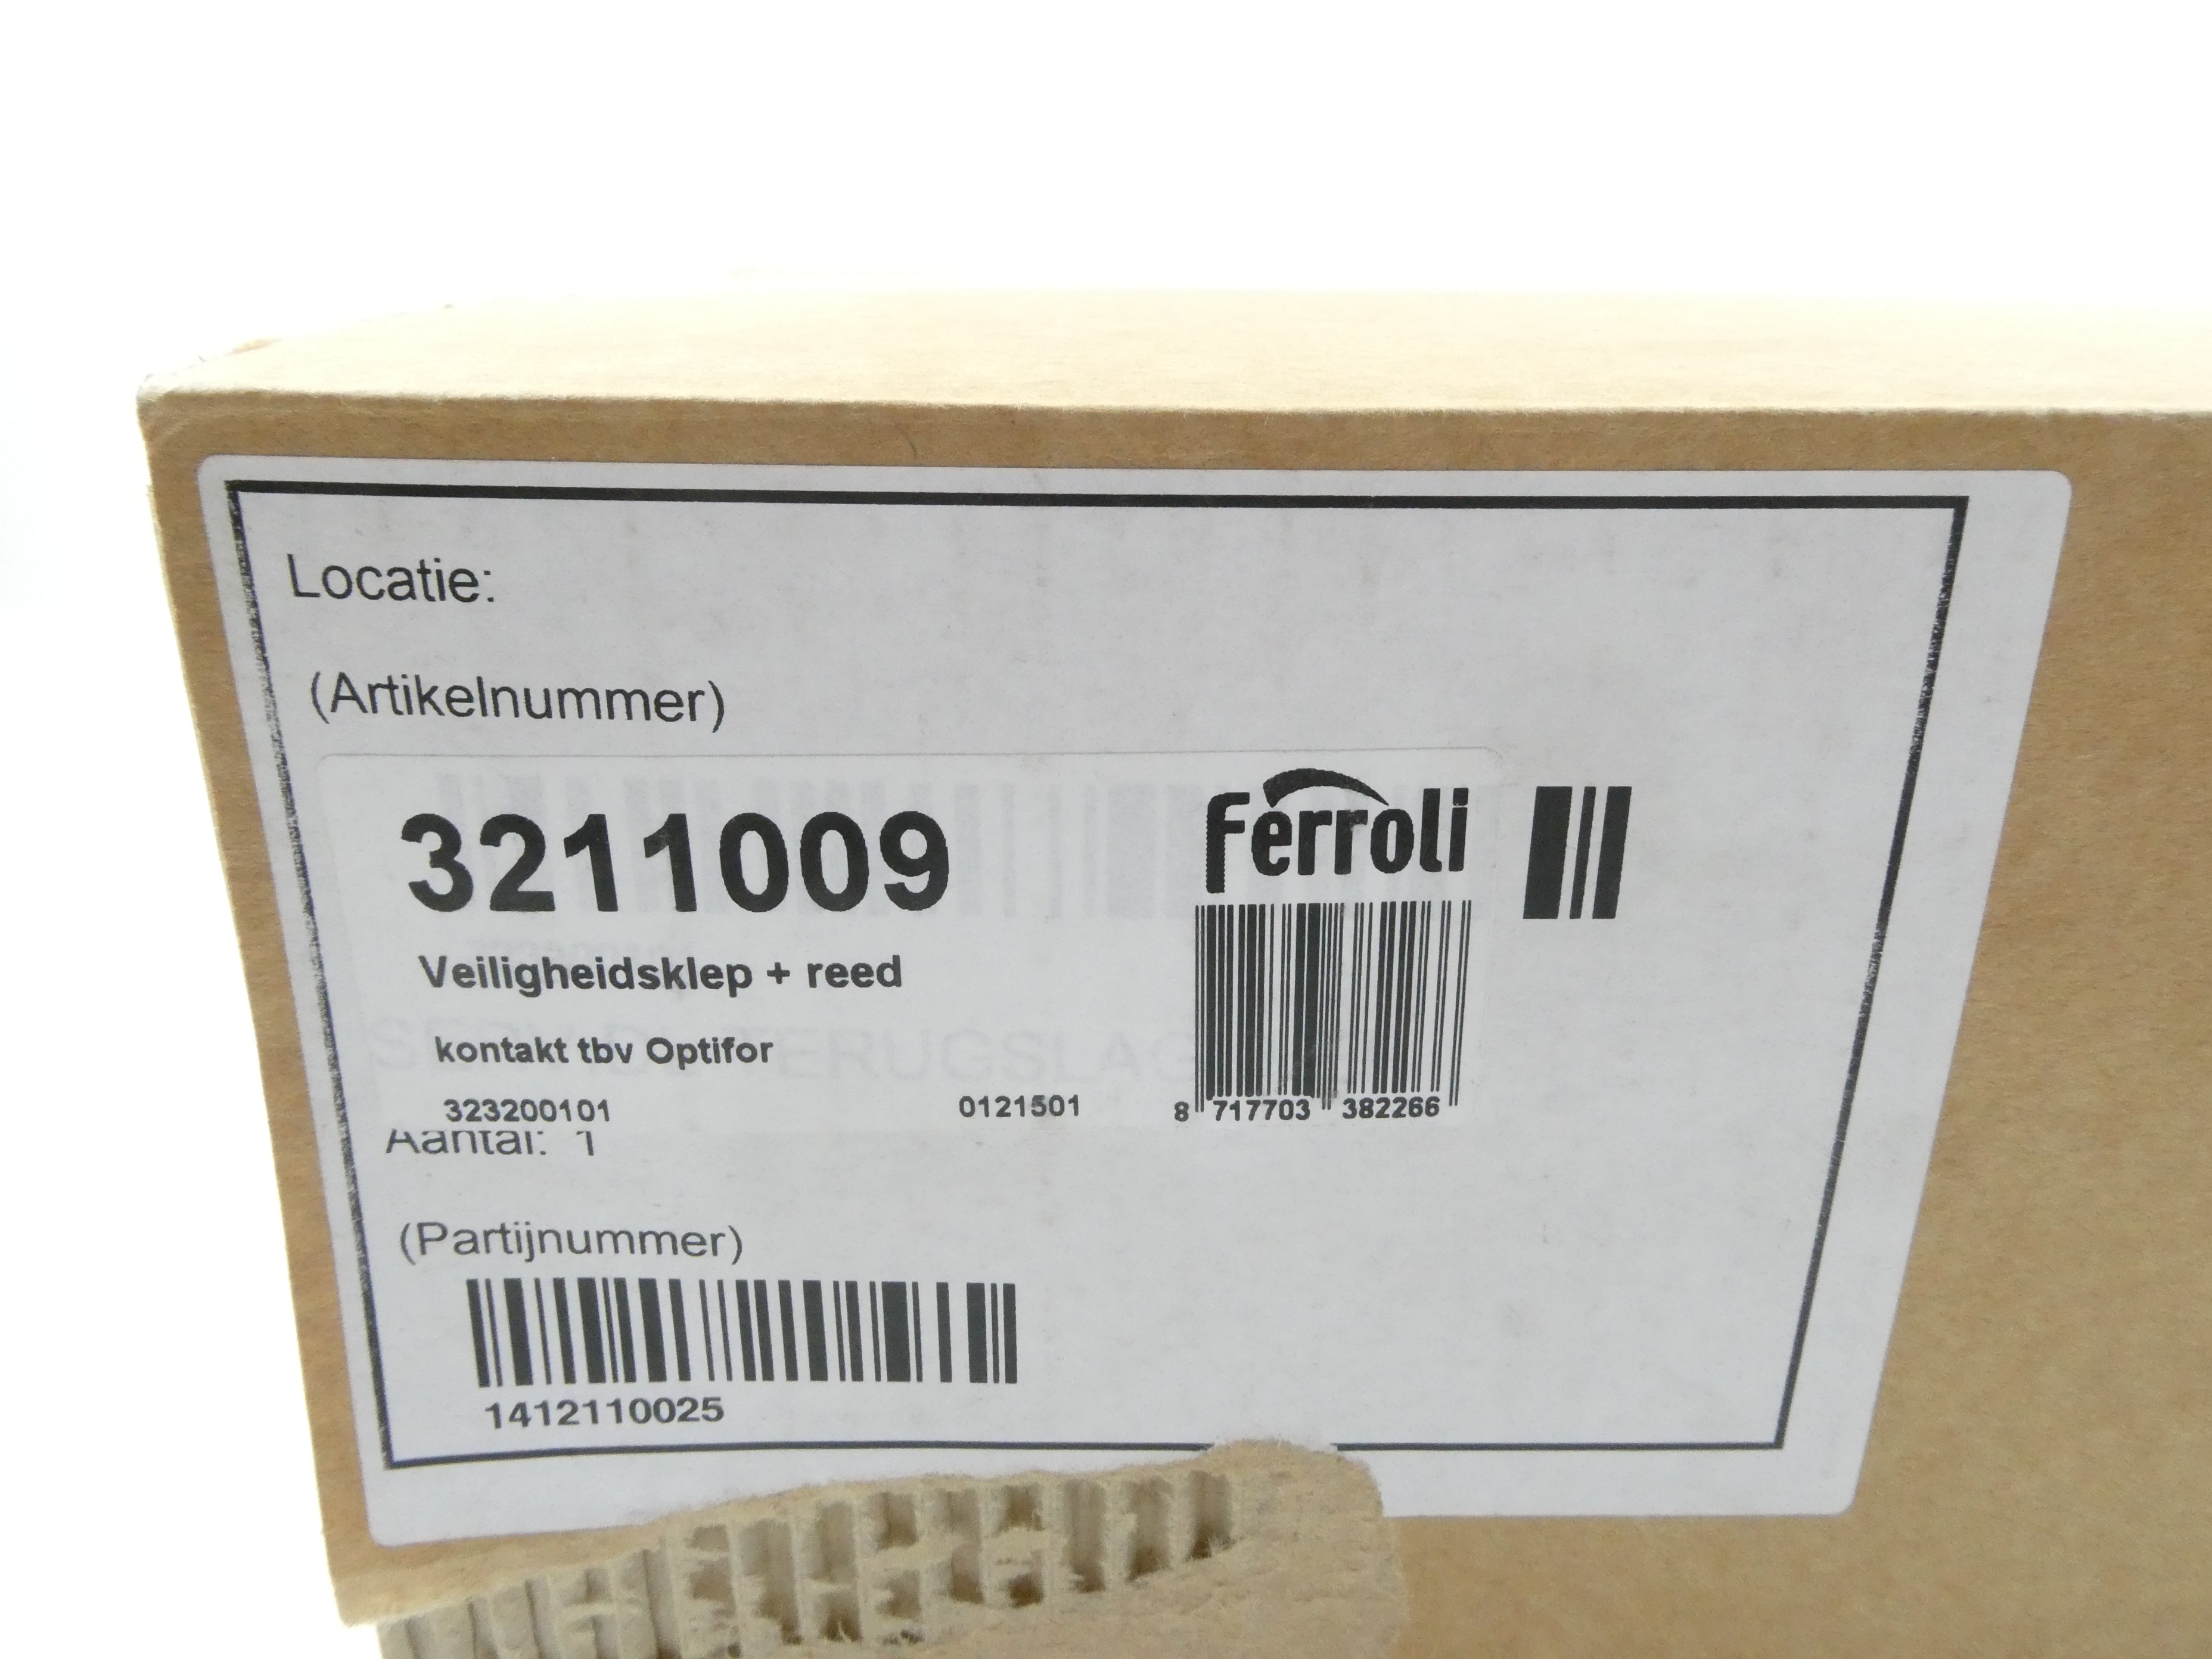 Locatie:
(Artikelnummer)
3211009
Ferroli
Veiligheidsklep + reed
kontakt tbv Optifor
323200101
0121501
8 717703 382266
Aantal: 1
(Partijnummer)
1412110025